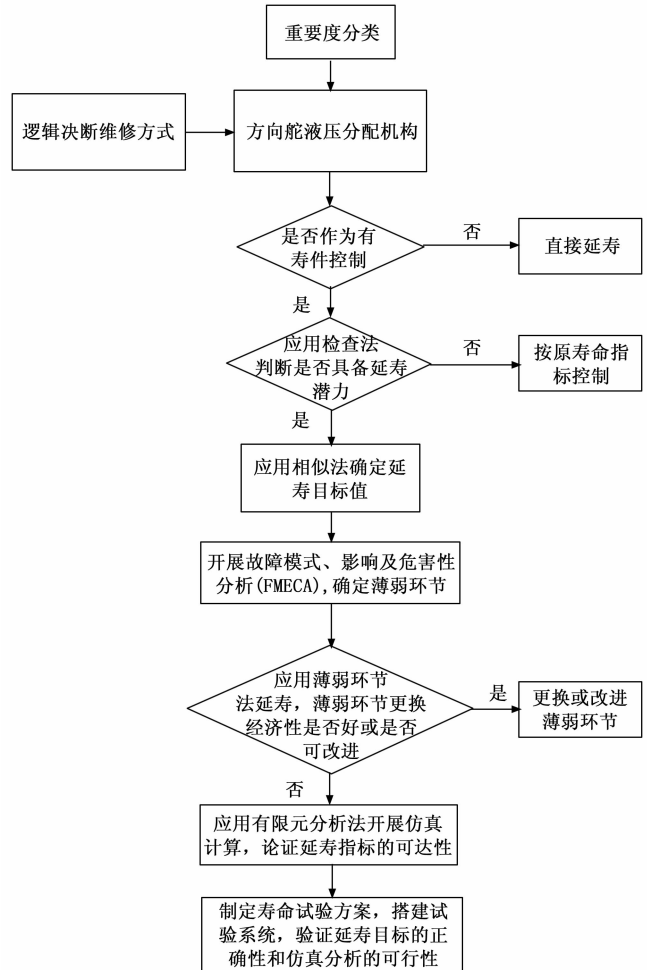 重要度分类
逻辑决断维修方式
方向舵液压分配机构
是否作为有
寿件控制
否
直接延寿
是
应用检查法
判断是否具备延寿
潜力
否
按原寿命指
标控制
是
应用相似法确定延
寿目标值
开展故障模式、影响及危害性
分析(FMECA),确定薄弱环节
应用薄弱环节
法延寿，薄弱环节更换
经济性是否好或是否
可改进
是
更换或改进
薄弱环节
否
应用有限元分析法开展仿真
计算，论证延寿指标的可达性
制定寿命试验方案，搭建试
验系统，验证延寿目标的正
确性和仿真分析的可行性